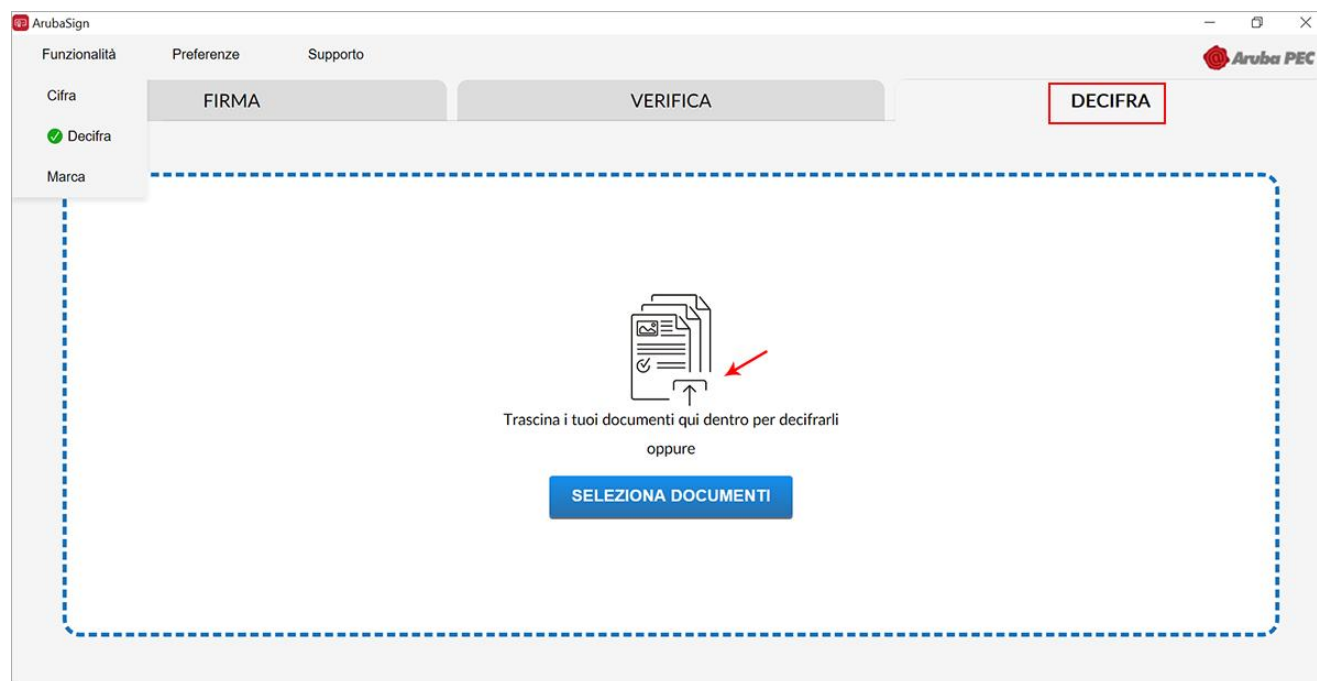 ArubaSign
Funzionalità Preferenze Supporto
Aruba PEC
Cifra
Decifra
Marca
FIRMA VERIFICA DECIFRA
Trascina i tuoi documenti qui dentro per decifrarli
oppure
SELEZIONA DOCUMENTI